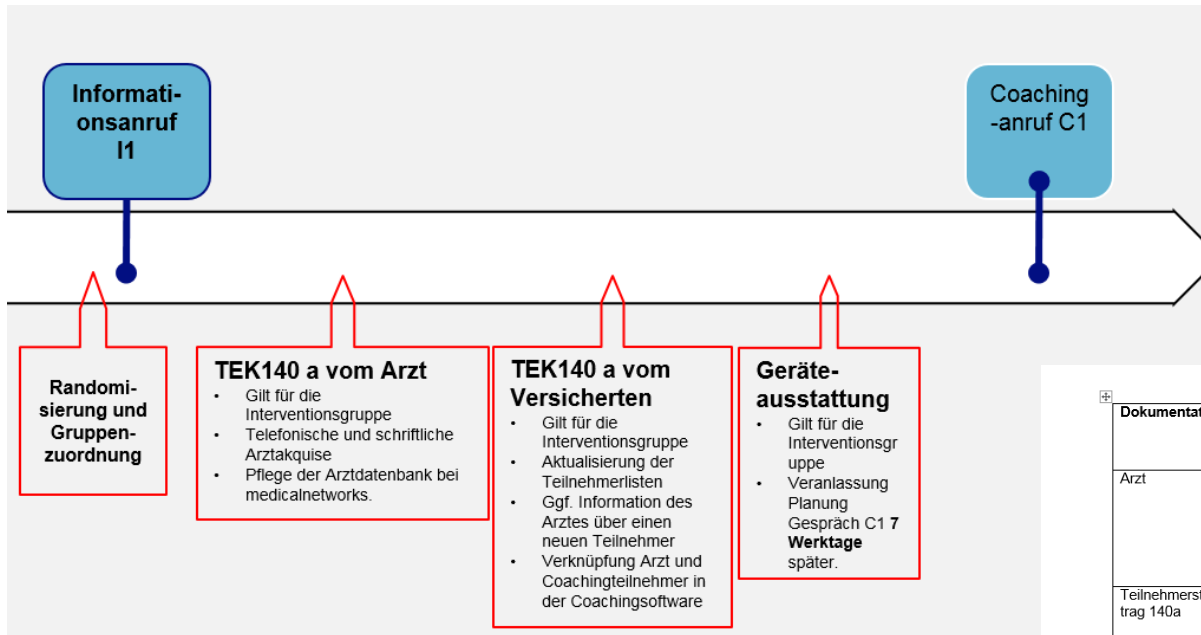 Informati-
onsanruf
I1
Coaching
-anruf C1
Randomi-
sierung und
Gruppen-
zuordnung
TEK140 a vom Arzt
• Gilt für die
Interventionsgruppe
• Telefonische und schriftliche
Arztakquise
• Pflege der Arztdatenbank bei
medicalnetworks.
TEK140 a vom
Versicherten
• Gilt für die
Interventionsgruppe
• Aktualisierung der
Teilnehmerlisten
• Ggf. Information des
Arztes über einen
neuen Teilnehmer
• Verknüpfung Arzt und
Coachingteilnehmer in
der Coachingsoftware
Geräte-
ausstattung
• Gilt für die
Interventionsgr
uppe
• Veranlassung
Planung
Gespräch C1 7
Werktage
später.
Dokumentat
Arzt
Teilnehmerst
trag 140a